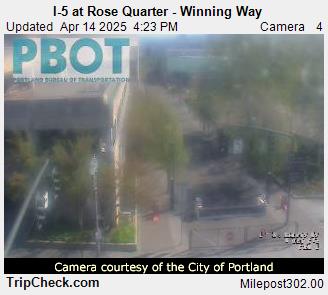 I-5 at Rose Quarter - Winning Way
Updated Apr 14 2025 4:23 PM Camera 4
PBOT
PORTLAND BUREAU OF TRANSPORTATION
Camera courtesy of the City of Portland
TripCheck.com Milepost302.00